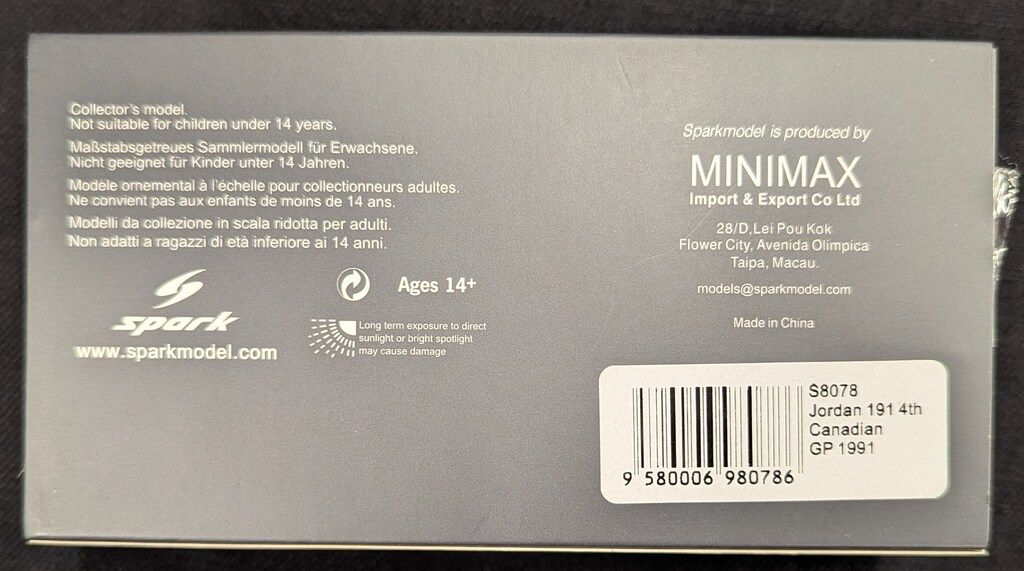 Collector's model.
Not suitable for children under 14 years.
Maßstabsgetreues Sammlermodell für Erwachsene.
Nicht geeignet für Kinder unter 14 Jahren.
Modèle ornemental à l'échelle pour collectionneurs adultes.
Ne convient pas aux enfants de moins de 14 ans.
Modelli da collezione in scala ridotta per adulti.
Non adatti a ragazzi di età inferiore ai 14 anni.
spark
www.sparkmodel.com
Ages 14+
Long term exposure to direct
sunlight or bright spotlight
may cause damage
Sparkmodel is produced by
MINIMAX
Import & Export Co Ltd
28/D,Lei Pou Kok
Flower City, Avenida Olimpica
Taipa, Macau.
models@sparkmodel.com
Made in China
S8078
Jordan 191 4th
Canadian
GP 1991
9 580006 980786